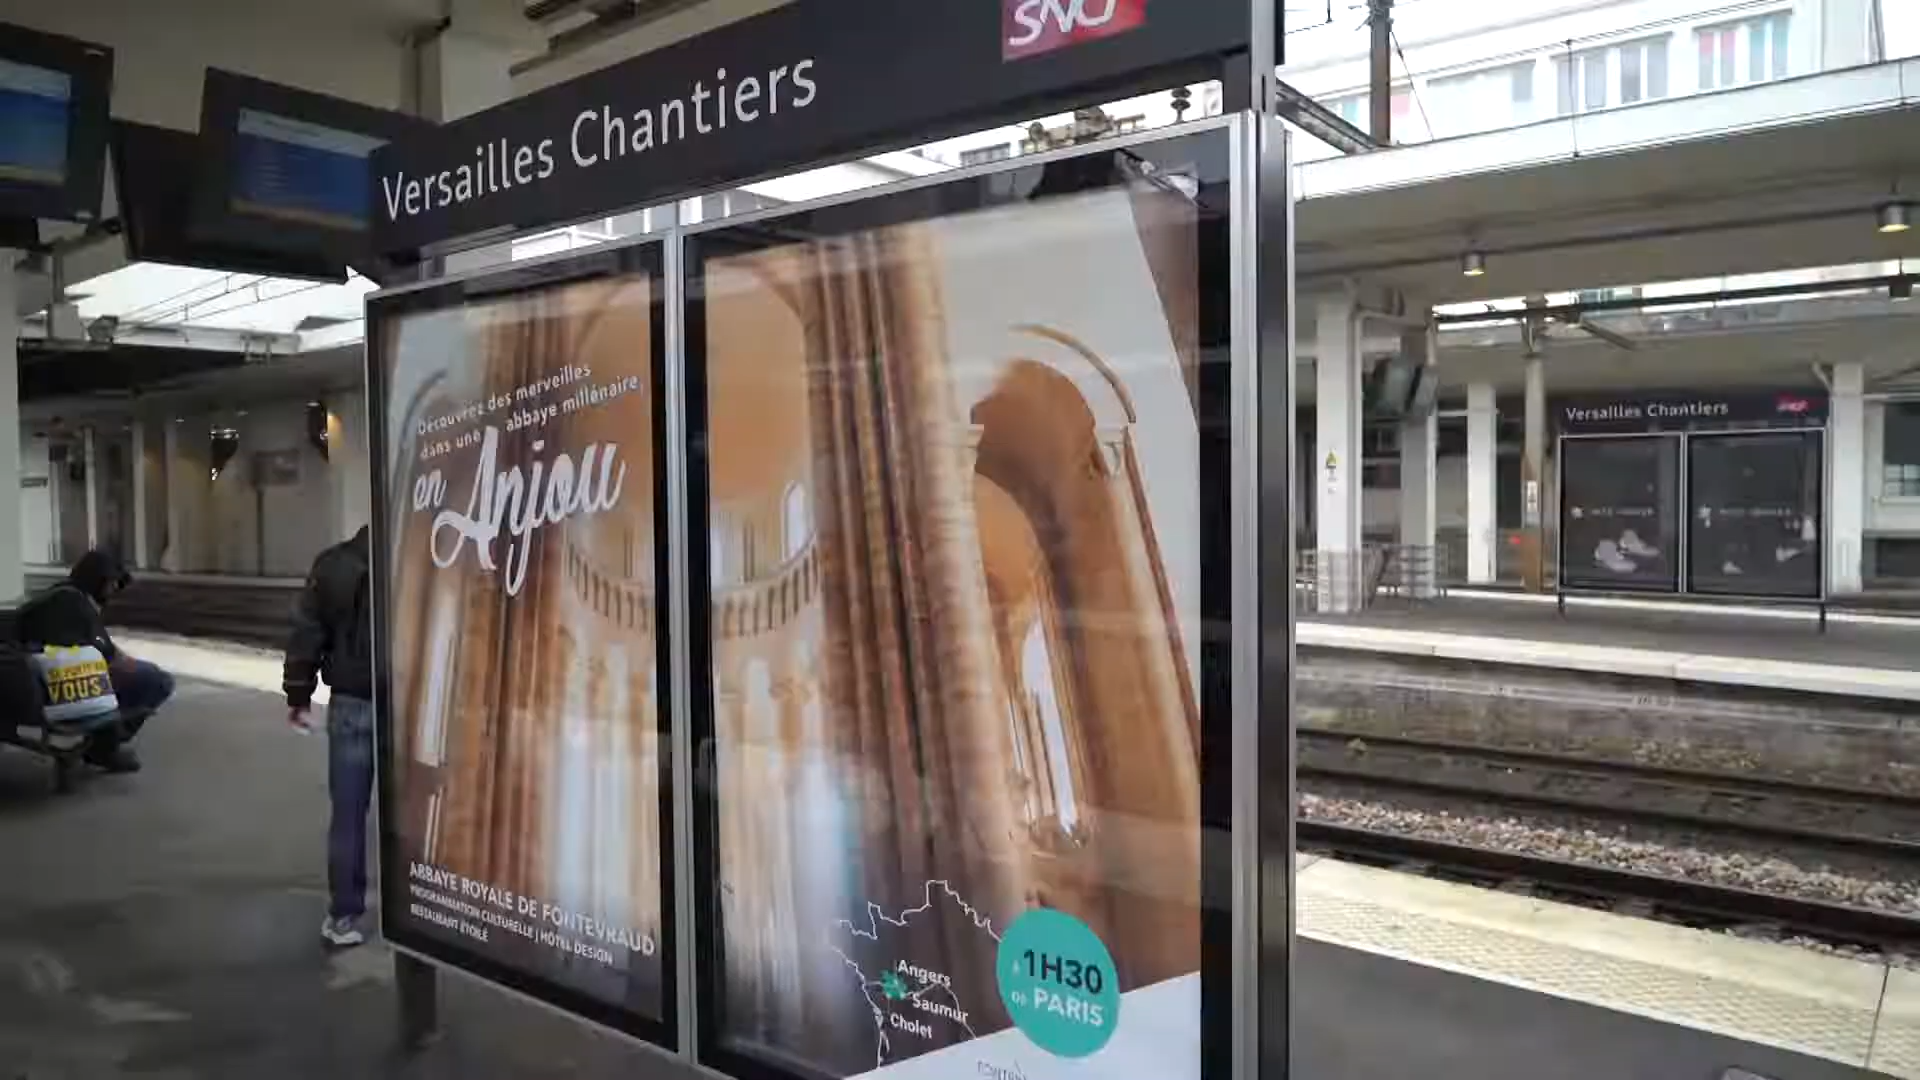 SNCF
Versailles Chantiers
Découvrez des merveilles
dans une abbaye millénaire,
en Anjou
VOUS
ABBAYE ROYALE DE FONTEVRAUD
PROGRAMMATION CULTURELLE | HÔTEL DESIGN
RESTAURANT ÉTOILÉ
Angers
Saumur
Cholet
à 1H30
de PARIS
Versailles Chantiers
SNCF